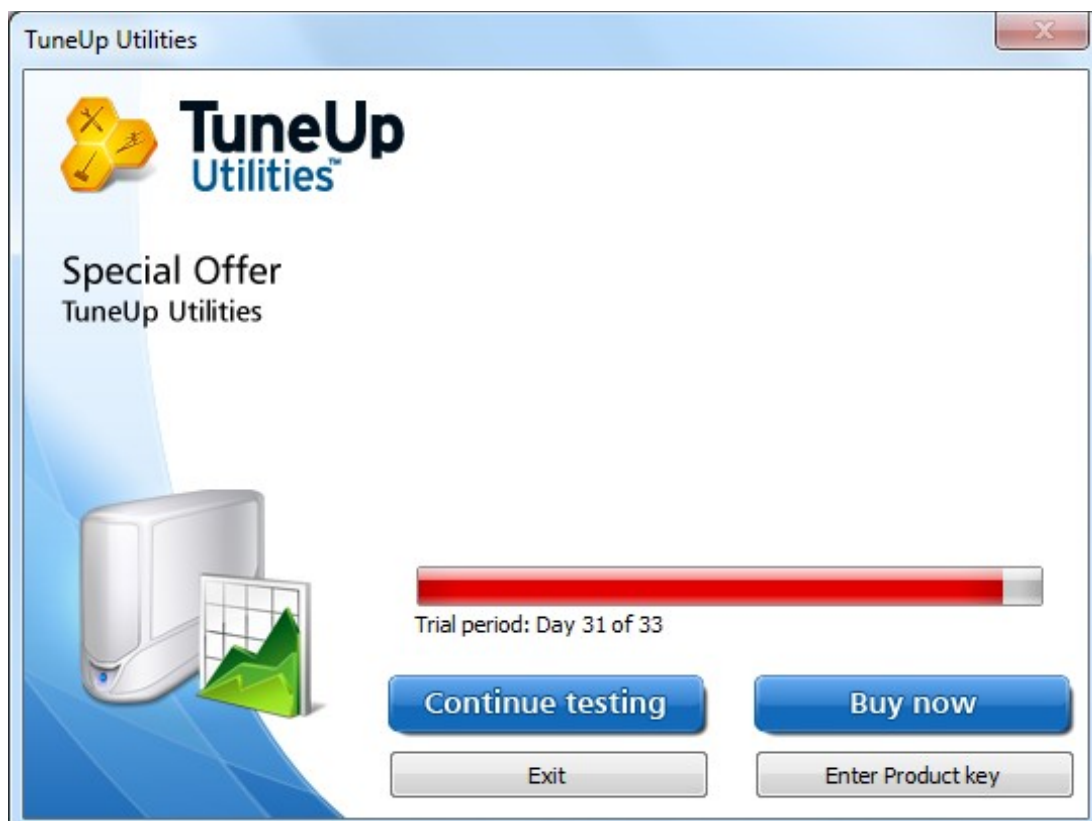 TuneUp Utilities
TuneUp
Utilities™
Special Offer
TuneUp Utilities
Trial period: Day 31 of 33
Continue testing
Buy now
Exit
Enter Product key